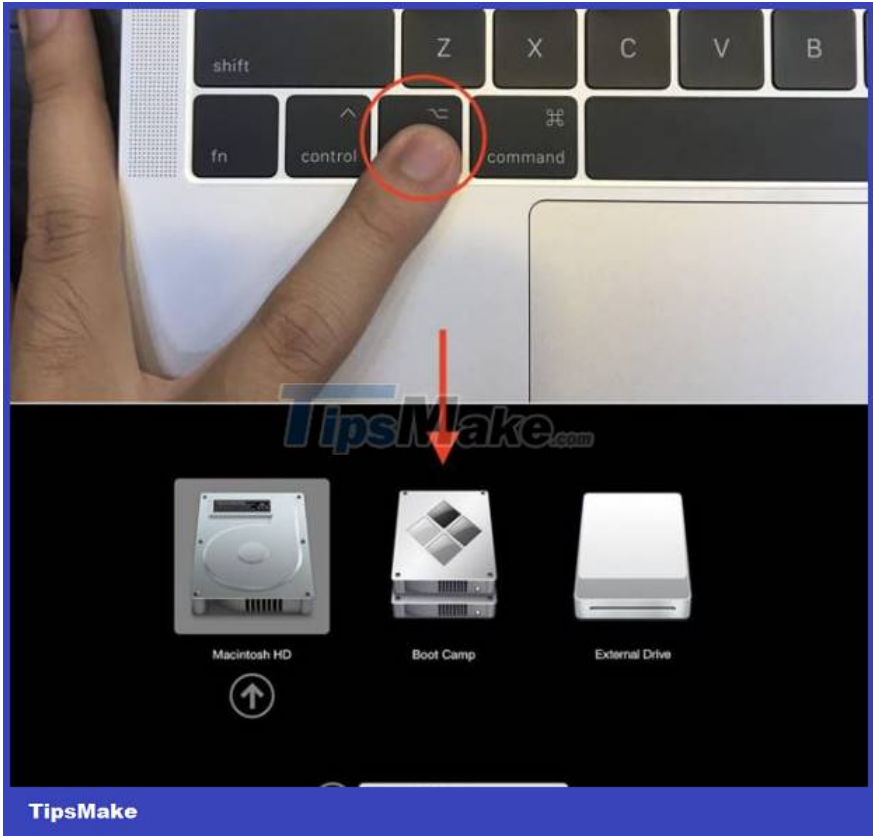 shift
Z
X
C
V
B
fn
control
⌥
⌘
command
TipsMake.com
Macintosh HD
Boot Camp
External Drive
TipsMake